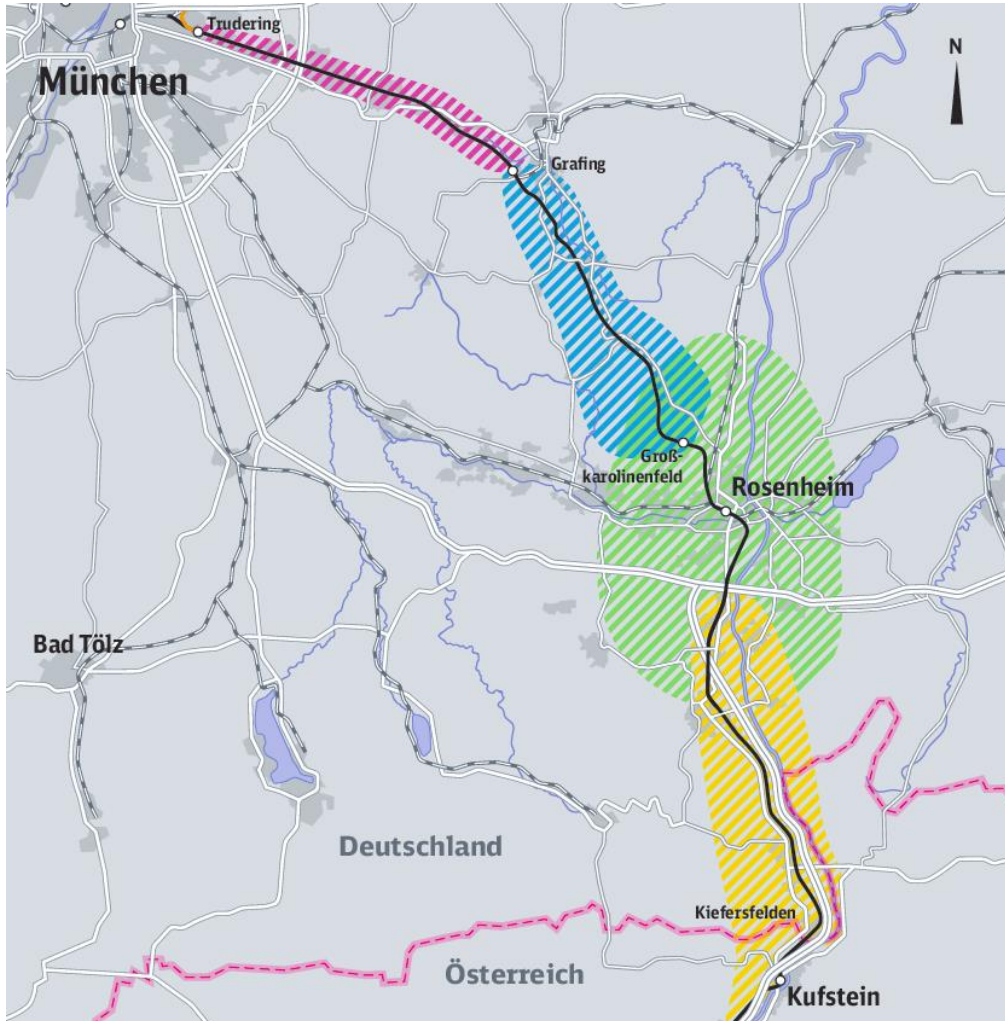 Trudering
München
N
Grafing
Groß-
karolinenfeld
Rosenheim
Bad Tölz
Deutschland
Kiefersfelden
Österreich
Kufstein